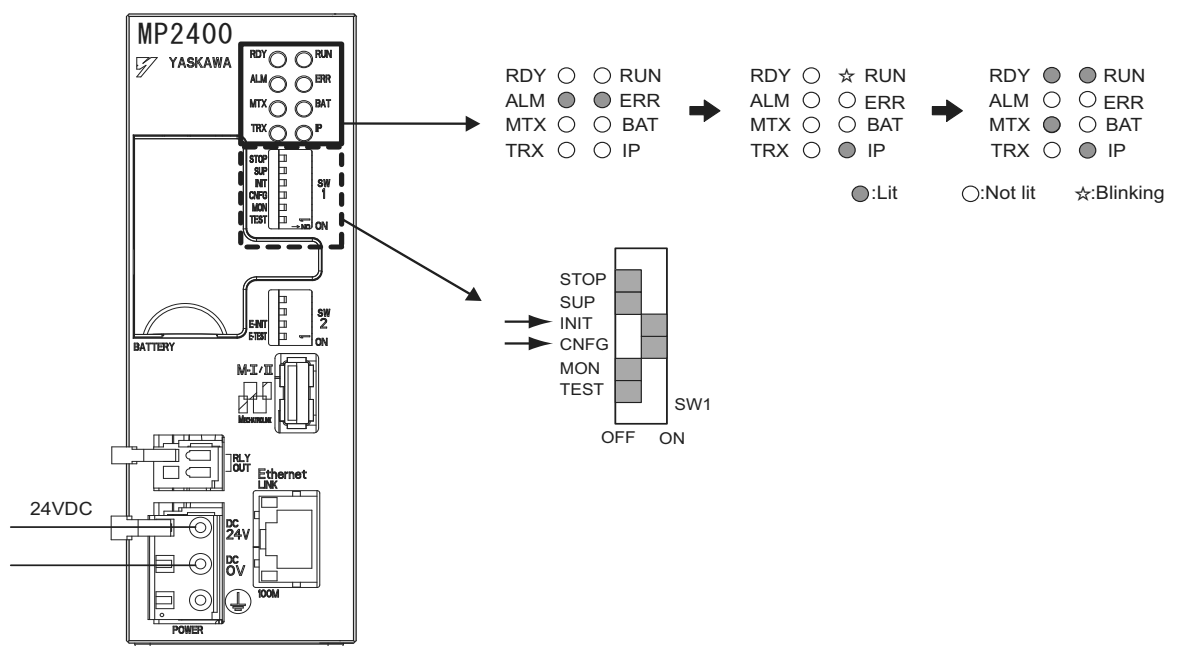 MP2400
YASKAWA
RDY RUN
ALM ERR
MTX BAT
TRX IP
STOP
SUP
INIT
CNFG
MON
TEST
SW
1
→NO ON
SW
2
E-INIT
E-TEST
ON
BATTERY
M-I/II
MECHATROLINK
RLY
OUT
Ethernet
LINK
100M
24VDC
DC
24V
DC
0V
POWER
RDY RUN
ALM ERR
MTX BAT
TRX IP
RDY ☆ RUN
ALM ERR
MTX BAT
TRX IP
RDY RUN
ALM ERR
MTX BAT
TRX IP
:Lit :Not lit ☆:Blinking
STOP
SUP
INIT
CNFG
MON
TEST
SW1
OFF ON